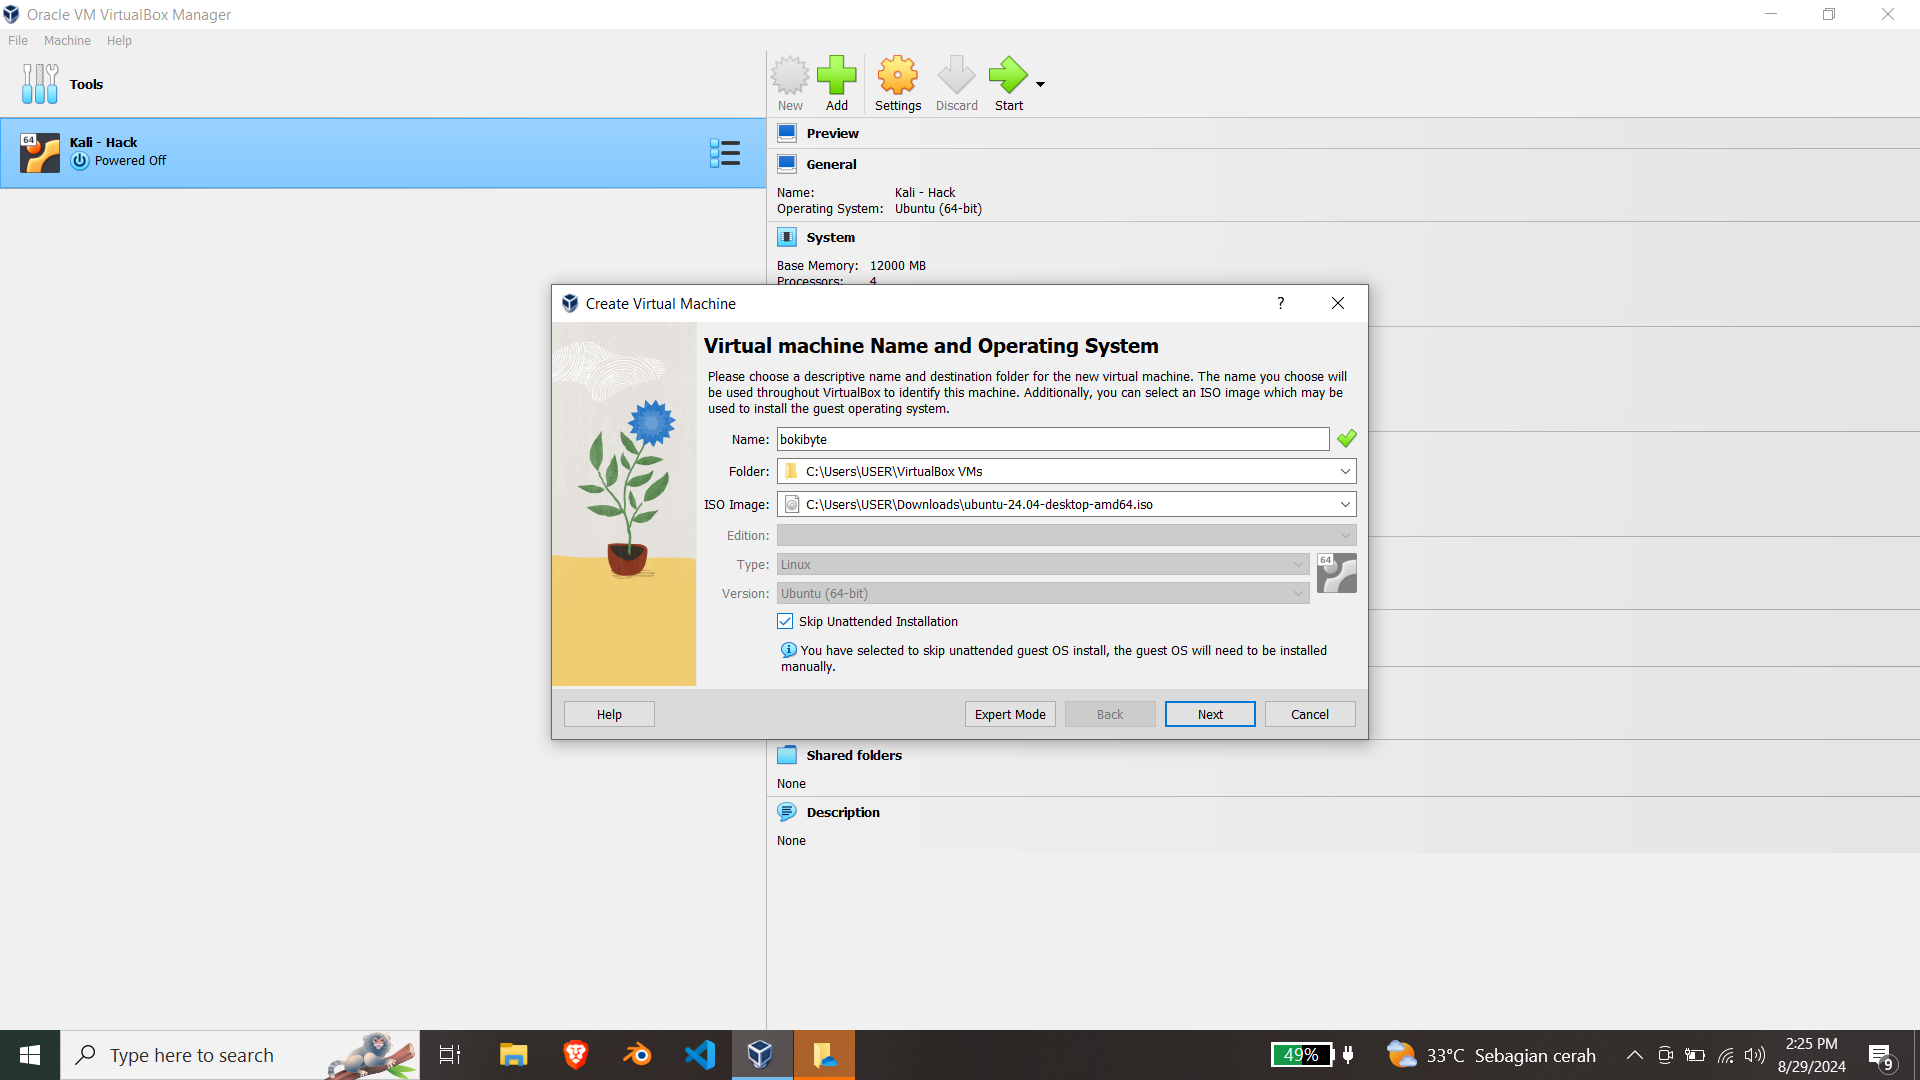 Oracle VM VirtualBox Manager
File Machine Help
Tools
New Add Settings Discard Start
64
Kali - Hack
Powered Off
Preview
General
Name: Kali - Hack
Operating System: Ubuntu (64-bit)
System
Base Memory: 12000 MB
Processors: 4
Create Virtual Machine
?
Virtual machine Name and Operating System
Please choose a descriptive name and destination folder for the new virtual machine. The name you choose will
be used throughout VirtualBox to identify this machine. Additionally, you can select an ISO image which may be
used to install the guest operating system.
Name: bokibyte
Folder: C:\Users\USER\VirtualBox VMs
ISO Image: C:\Users\USER\Downloads\ubuntu-24.04-desktop-amd64.iso
Edition:
Type: Linux
64
Version: Ubuntu (64-bit)
Skip Unattended Installation
You have selected to skip unattended guest OS install, the guest OS will need to be installed
manually.
Help Expert Mode Back Next Cancel
Shared folders
None
Description
None
Type here to search
49%
33°C Sebagian cerah
2:25 PM
8/29/2024
9